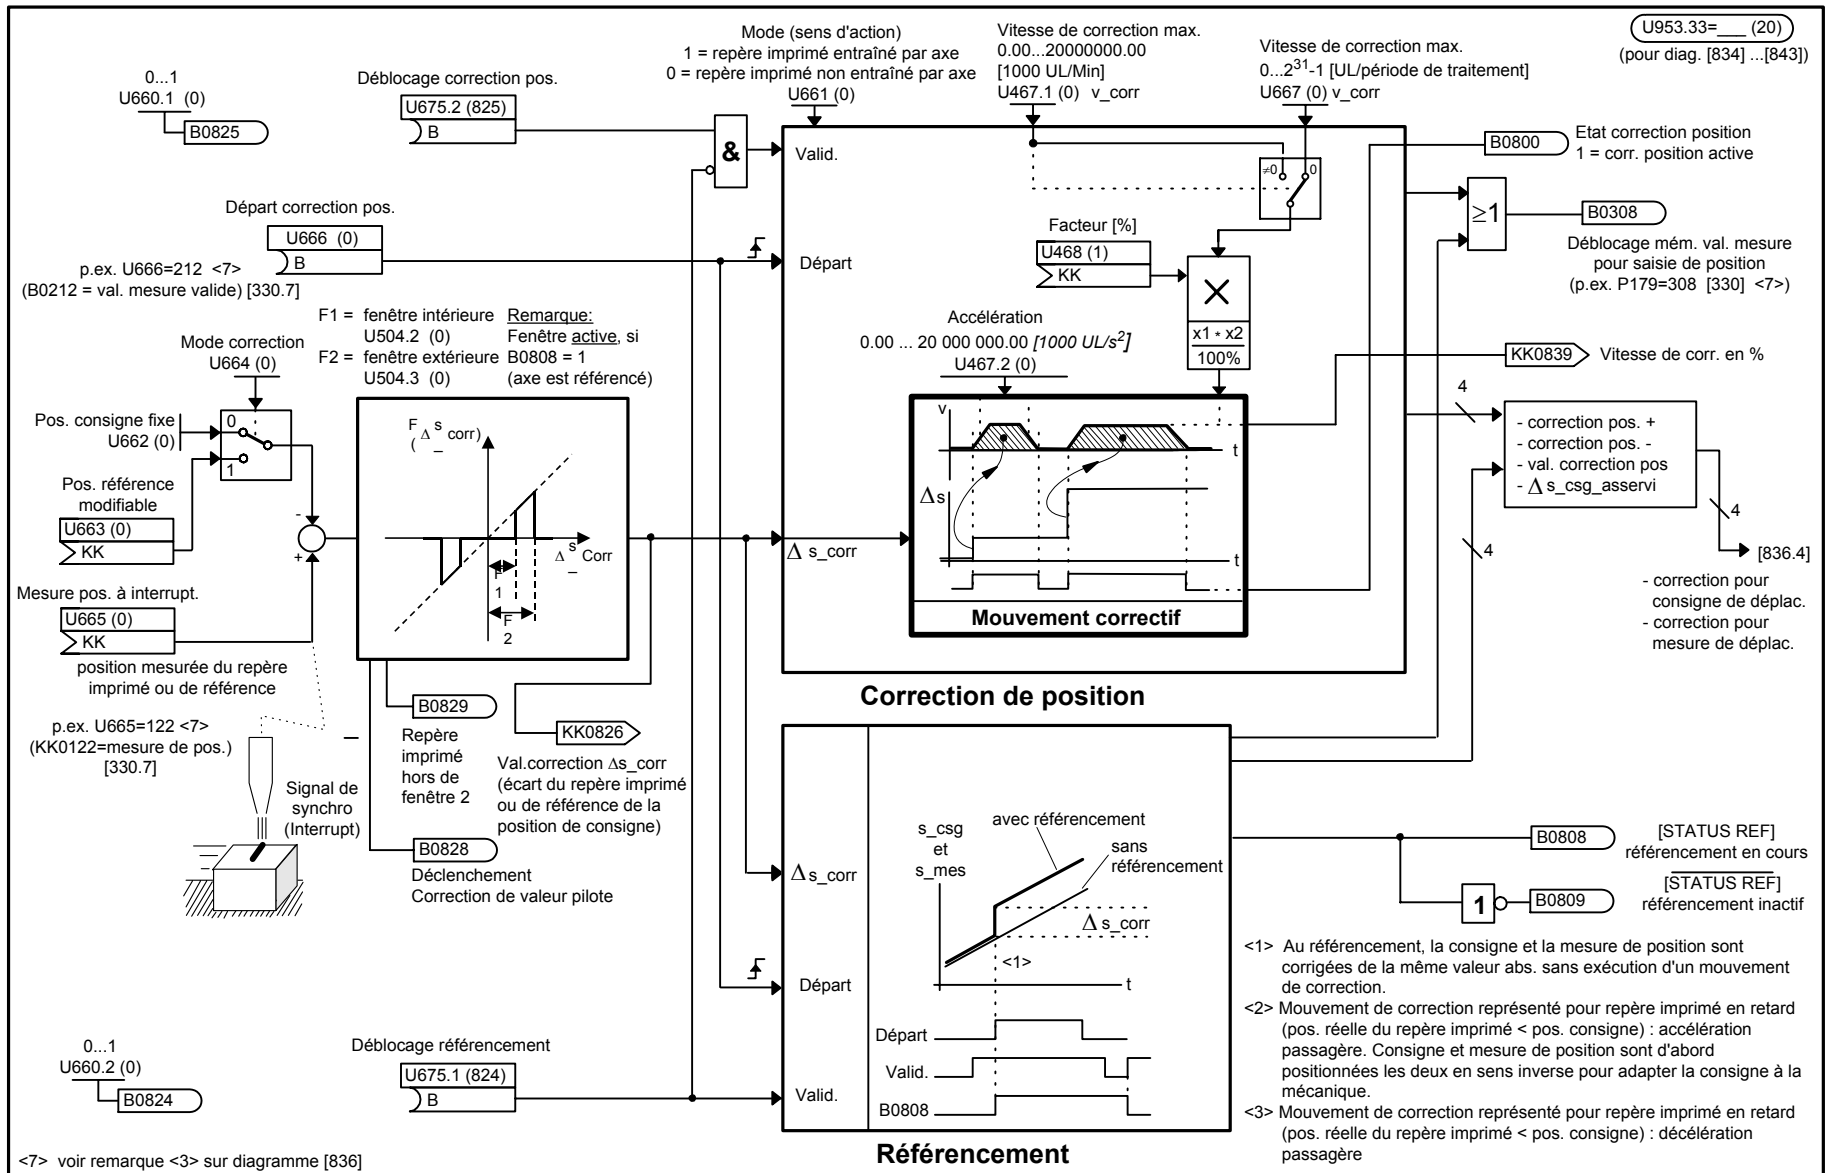 U953.33=___ (20)
(pour diag. [834] ...[843])
Mode (sens d'action)
1 = repère imprimé entraîné par axe
0 = repère imprimé non entraîné par axe
U661 (0)
Vitesse de correction max.
0.00...20000000.00
[1000 UL/Min]
U467.1 (0) v_corr
Vitesse de correction max.
0...2^31-1 [UL/période de traitement]
U667 (0) v_corr
0...1
U660.1 (0)
B0825
Déblocage correction pos.
U675.2 (825)
B
&
Valid.
≠0
0
B0800
Etat correction position
1 = corr. position active
Départ correction pos.
U666 (0)
B
p.ex. U666=212 <7>
(B0212 = val. mesure valide) [330.7]
Départ
Facteur [%]
U468 (1)
KK
x1 * x2
100%
≥1
B0308
Déblocage mém. val. mesure
pour saisie de position
(p.ex. P179=308 [330] <7>)
F1 = fenêtre intérieure
U504.2 (0)
F2 = fenêtre extérieure
U504.3 (0)
Remarque:
Fenêtre active, si
B0808 = 1
(axe est référencé)
Accélération
0.00 ... 20 000 000.00 [1000 UL/s²]
U467.2 (0)
KK0839
Vitesse de corr. en %
Mode correction
U664 (0)
Pos. consigne fixe
U662 (0)
0
1
Pos. référence
modifiable
U663 (0)
KK
-
+
F
( Δ_s corr)
Δ_s Corr
F
1
F
2
Δ s_corr
v
t
Δ s
t
Mouvement correctif
Correction de position
4
- correction pos. +
- correction pos. -
- val. correction pos
- Δ s_csg_asservi
4
4
[836.4]
- correction pour
consigne de déplac.
- correction pour
mesure de déplac.
Mesure pos. à interrupt.
U665 (0)
KK
position mesurée du repère
imprimé ou de référence
p.ex. U665=122 <7>
(KK0122=mesure de pos.)
[330.7]
Signal de
synchro
(Interrupt)
B0829
Repère
imprimé
hors de
fenêtre 2
KK0826
Val.correction Δs_corr
(écart du repère imprimé
ou de référence de la
position de consigne)
B0828
Déclenchement
Correction de valeur pilote
Δ s_corr
Départ
Valid.
s_csg
et
s_mes
avec référencement
sans
référencement
Δ s_corr
<1>
t
Départ
Valid.
B0808
Référencement
B0808
[STATUS REF]
référencement en cours
1
B0809
[STATUS REF]
référencement inactif
0...1
U660.2 (0)
B0824
Déblocage référencement
U675.1 (824)
B
<1> Au référencement, la consigne et la mesure de position sont
corrigées de la même valeur abs. sans exécution d'un mouvement
de correction.
<2> Mouvement de correction représenté pour repère imprimé en retard
(pos. réelle du repère imprimé < pos. consigne) : accélération
passagère. Consigne et mesure de position sont d'abord
positionnées les deux en sens inverse pour adapter la consigne à la
mécanique.
<3> Mouvement de correction représenté pour repère imprimé en retard
(pos. réelle du repère imprimé < pos. consigne) : décélération
passagère
<7> voir remarque <3> sur diagramme [836]